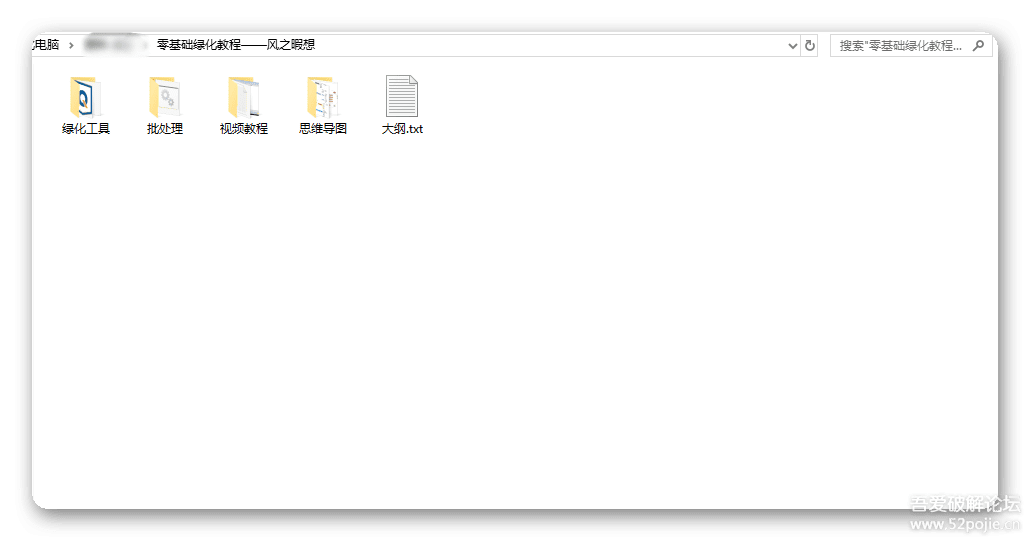 电脑 › › 零基础绿化教程——风之暇想
搜索"零基础绿化教程...
绿化工具
批处理
视频教程
思维导图
大纲.txt
吾爱破解论坛
www.52pojie.cn